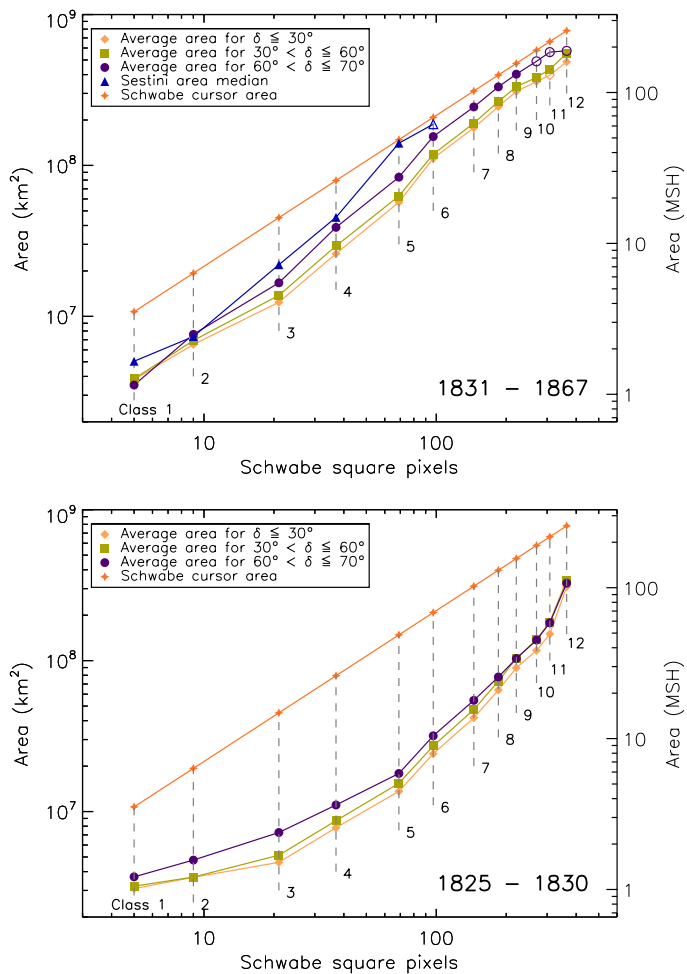 10⁹
Average area for δ ≦ 30°
Average area for 30° < δ ≦ 60°
Average area for 60° < δ ≦ 70°
Sestini area median
Schwabe cursor area
10⁸
10⁷
Area (km²)
100
10
1
Area (MSH)
Class 1
2
3
4
5
6
7
8
9
10
11
12
1831 – 1867
10
100
Schwabe square pixels
10⁹
Average area for δ ≦ 30°
Average area for 30° < δ ≦ 60°
Average area for 60° < δ ≦ 70°
Schwabe cursor area
10⁸
10⁷
Area (km²)
100
10
1
Area (MSH)
Class 1
2
3
4
5
6
7
8
9
10
11
12
1825 – 1830
10
100
Schwabe square pixels